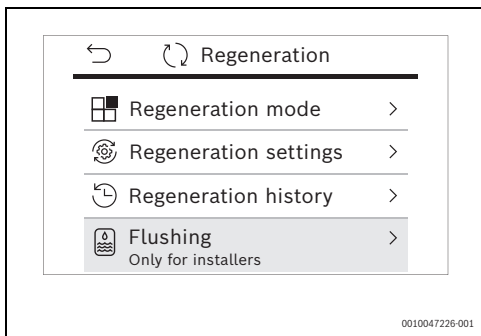 Regeneration
Regeneration mode
Regeneration settings
Regeneration history
Flushing
Only for installers
0010047226-001